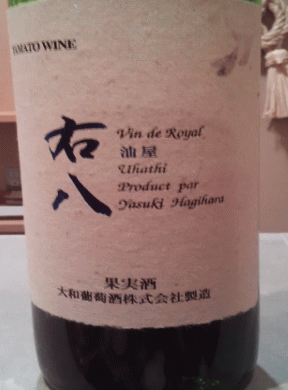 YAMATO WINE
右八
Vin de Royal
油屋
Uhathi
Product par
Yasuki Hagihara
果実酒
大和葡萄酒株式会社製造